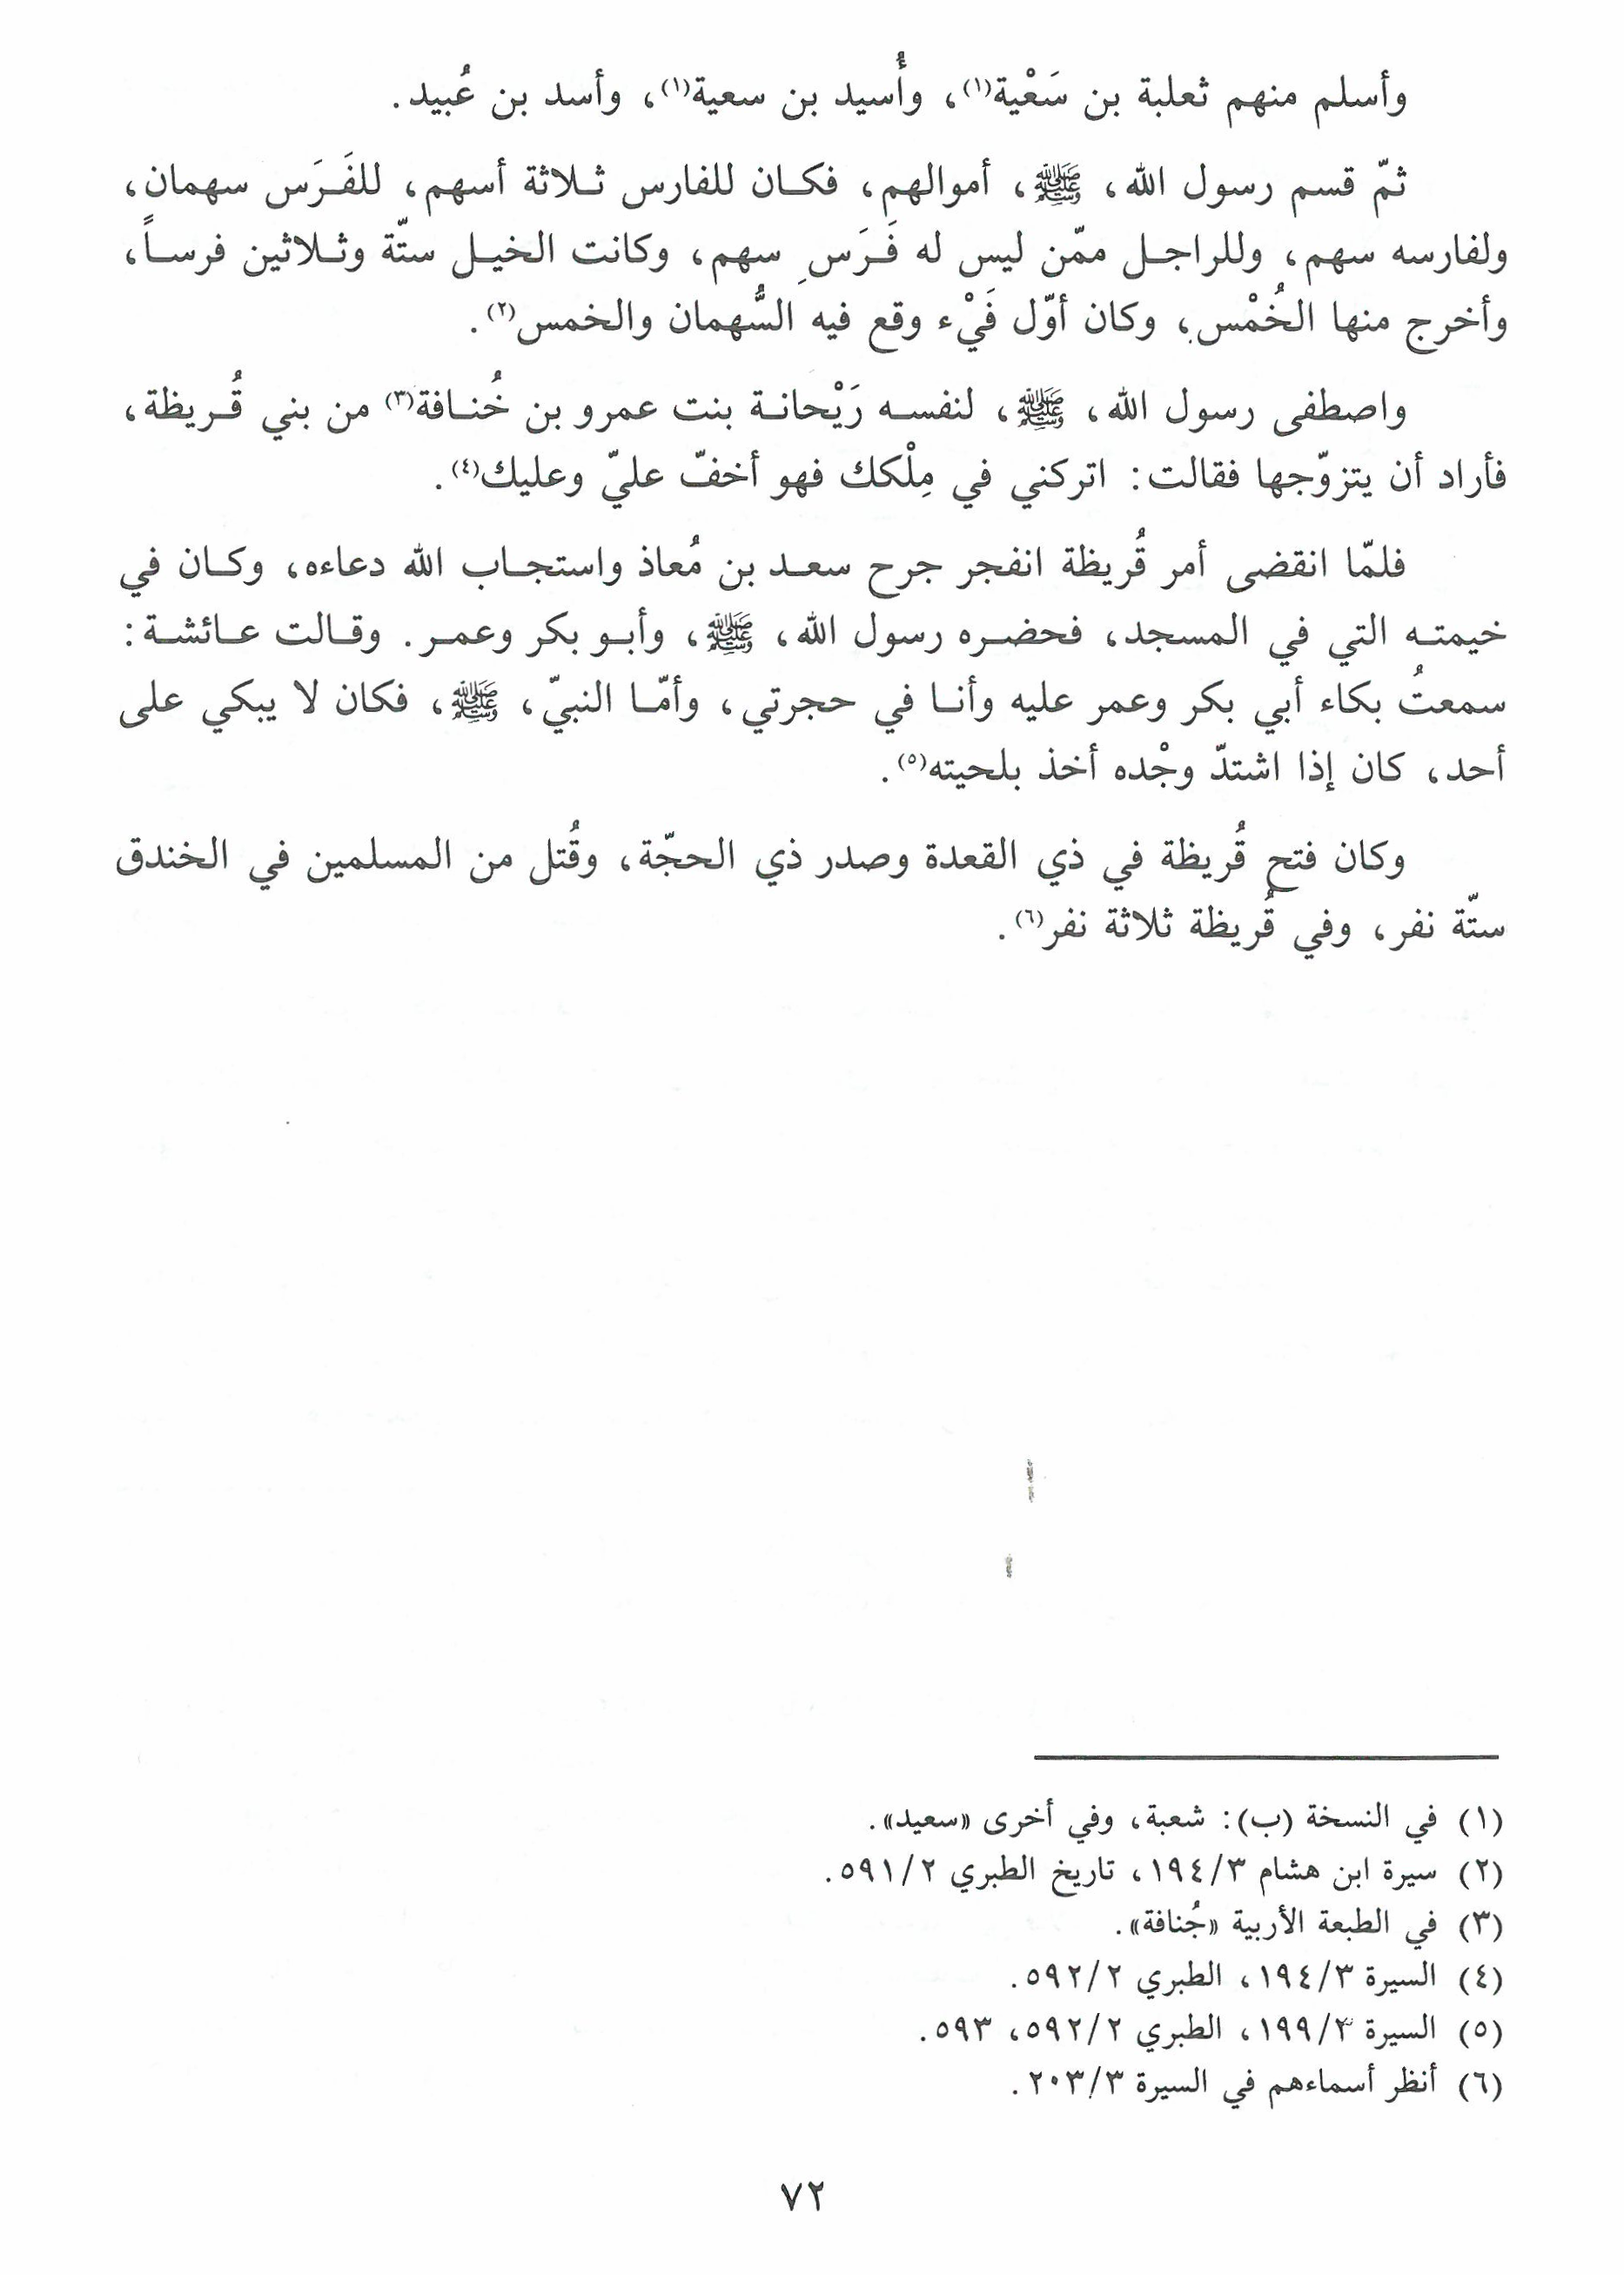 وأسلم منهم ثعلبة بن سَعْية(١)، وأُسيد بن سعية(١)، وأسد بن عُبيد.
ثمّ قسم رسول الله، ﷺ، أموالهم، فكان للفارس ثلاثة أسهم، للفَرَس سهمان،
ولفارسه سهم، وللراجل ممّن ليس له فَرَسٍ سهم، وكانت الخيل ستّة وثلاثين فرساً،
وأخرج منها الخُمْس، وكان أوّل فَيْء وقع فيه السُّهمان والخمس(٢).
واصطفى رسول الله، ﷺ، لنفسه رَيْحانة بنت عمرو بن خُنافة(٣) من بني قُريظة،
فأراد أن يتزوّجها فقالت: اتركني في مِلْكك فهو أخفّ عليّ وعليك(٤).
فلمّا انقضى أمر قُريظة انفجر جرح سعد بن مُعاذ واستجاب الله دعاءه، وكان في
خيمته التي في المسجد، فحضره رسول الله، ﷺ، وأبو بكر وعمر. وقالت عائشة:
سمعتُ بكاء أبي بكر وعمر عليه وأنا في حجرتي، وأمّا النبيّ، ﷺ، فكان لا يبكي على
أحد، كان إذا اشتدّ وجْده أخذ بلحيته(٥).
وكان فتح قُريظة في ذي القعدة وصدر ذي الحجّة، وقُتل من المسلمين في الخندق
ستّة نفر، وفي قُريظة ثلاثة نفر(٦).
(١) في النسخة (ب): شعبة، وفي أخرى «سعيد».
(٢) سيرة ابن هشام ١٩٤/٣، تاريخ الطبري ٥٩١/٢.
(٣) في الطبعة الأربية «جُنافة».
(٤) السيرة ١٩٤/٣، الطبري ٥٩٢/٢.
(٥) السيرة ١٩٩/٣، الطبري ٥٩٢/٢، ٥٩٣.
(٦) أنظر أسماءهم في السيرة ٢٠٣/٣.
٧٢